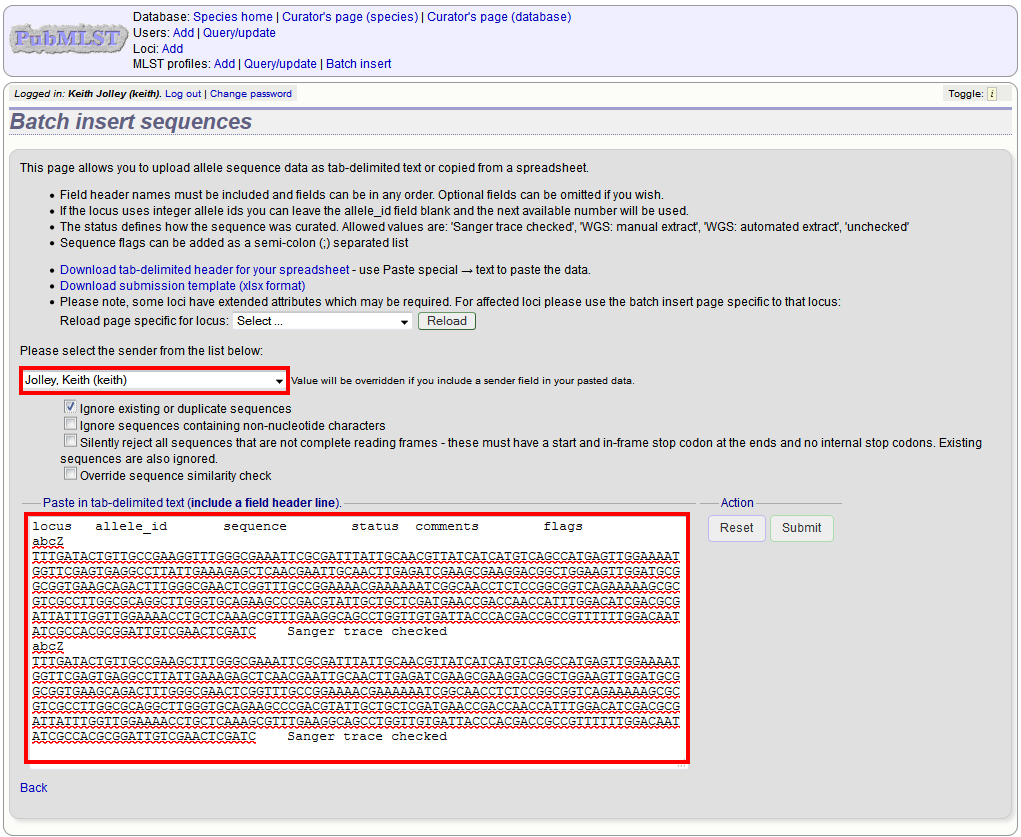 PubMLST
Database: Species home | Curator's page (species) | Curator's page (database)
Users: Add | Query/update
Loci: Add
MLST profiles: Add | Query/update | Batch insert
Logged in: Keith Jolley (keith). Log out | Change password
Toggle: i
Batch insert sequences
This page allows you to upload allele sequence data as tab-delimited text or copied from a spreadsheet.
• Field header names must be included and fields can be in any order. Optional fields can be omitted if you wish.
• If the locus uses integer allele ids you can leave the allele_id field blank and the next available number will be used.
• The status defines how the sequence was curated. Allowed values are: 'Sanger trace checked', 'WGS: manual extract', 'WGS: automated extract', 'unchecked'
• Sequence flags can be added as a semi-colon (;) separated list
• Download tab-delimited header for your spreadsheet - use Paste special → text to paste the data.
• Download submission template (xlsx format)
• Please note, some loci have extended attributes which may be required. For affected loci please use the batch insert page specific to that locus:
Reload page specific for locus: Select ... Reload
Please select the sender from the list below:
Jolley, Keith (keith) Value will be overridden if you include a sender field in your pasted data.
Ignore existing or duplicate sequences
Ignore sequences containing non-nucleotide characters
Silently reject all sequences that are not complete reading frames - these must have a start and in-frame stop codon at the ends and no internal stop codons. Existing
sequences are also ignored.
Override sequence similarity check
Paste in tab-delimited text (include a field header line).
locus allele_id sequence status comments flags
abcZ
TTTGATACTGTTGCCGAAGGTTTGGGCGAAATTCGCGATTTATTGCAACGTTATCATCATGTCAGCCATGAGTTGGAAAAT
GGTTCGAGTGAGGCCTTATTGAAAGAGCTCAACGAATTGCAACTTGAGATCGAAGCGAAGGACGGCTGGAAGTTGGATGCG
GCGGTGAAGCAGACTTTGGGCGAACTCGGTTTGCCGGAAAACGAAAAAATCGGCAACCTCTCCGGCGGTCAGAAAAAGCGC
GTCGCCTTGGCGCAGGCTTGGGTGCAGAAGCCCGACGTATTGCTGCTCGATGAACCGACCAACCATTTGGACATCGACGCG
ATTATTTGGTTGGAAAACCTGCTCAAAGCGTTTGAAGGCAGCCTGGTTGTGATTACCCACGACCGCCGTTTTTTGGACAAT
ATCGCCACGCGGATTGTCGAACTCGATC Sanger trace checked
abcZ
TTTGATACTGTTGCCGAAGCTTTGGGCGAAATTCGCGATTTATTGCAACGTTATCATCATGTCAGCCATGAGTTGGAAAAT
GGTTCGAGTGAGGCTTTATTGAAAGAGCTCAACGAATTGCAACTTGAGATCGAAGCGAAGGACGGCTGGAAGTTGGATGCG
GCGGTGAAGCAGACTTTGGGCGAACTCGGTTTGCCGGAAAACGAAAAAATCGGCAACCTCTCCGGCGGTCAGAAAAAGCGC
GTCGCCTTGGCGCAGGCTTGGGTGCAGAAGCCCGACGTATTGCTGCTCGATGAACCGACCAACCATTTGGACATCGACGCG
ATTATTTGGTTGGAAAACCTGCTCAAAGCGTTTGAAGGCAGCCTGGTTGTGATTACCCACGACCGCCGTTTTTTGGACAAT
ATCGCCACGCGGATTGTCGAACTCGATC Sanger trace checked
Action
Reset Submit
Back